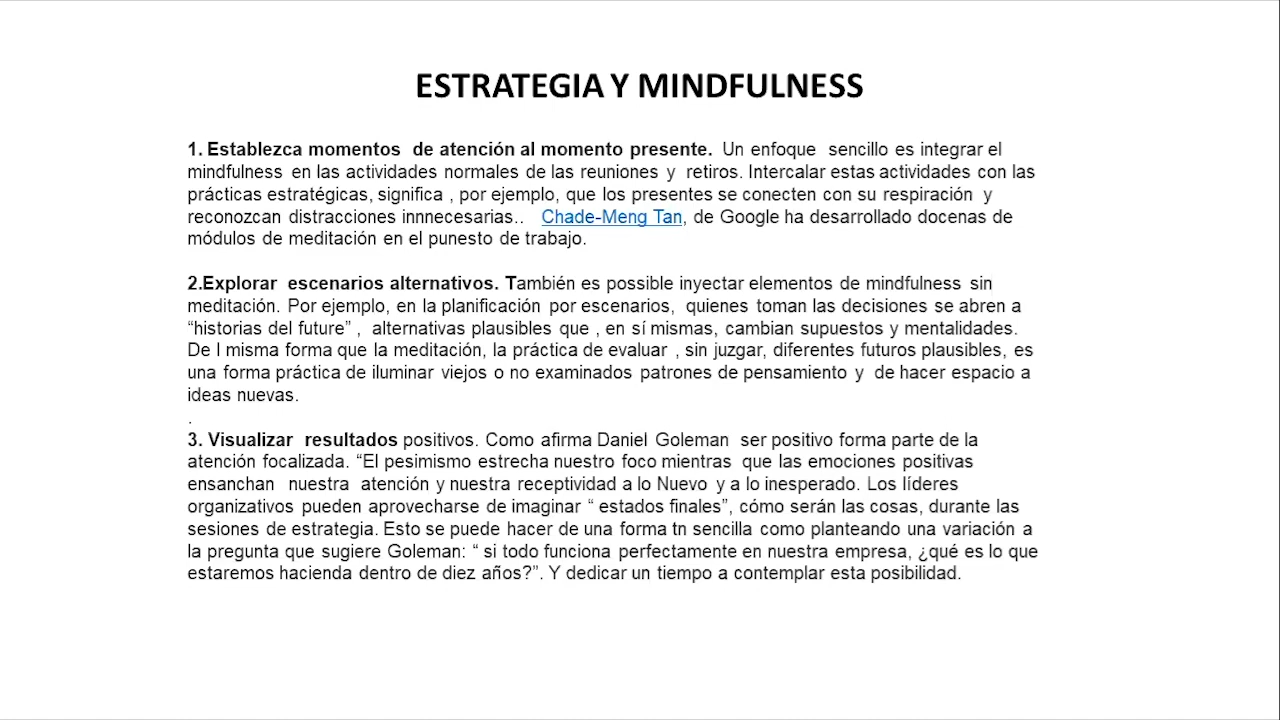 ESTRATEGIA Y MINDFULNESS
1. Establezca momentos de atención al momento presente. Un enfoque sencillo es integrar el
mindfulness en las actividades normales de las reuniones y retiros. Intercalar estas actividades con las
prácticas estratégicas, significa , por ejemplo, que los presentes se conecten con su respiración y
reconozcan distracciones innnecesarias.. Chade-Meng Tan, de Google ha desarrollado docenas de
módulos de meditación en el punesto de trabajo.
2.Explorar escenarios alternativos. También es possible inyectar elementos de mindfulness sin
meditación. Por ejemplo, en la planificación por escenarios, quienes toman las decisiones se abren a
“historias del future” , alternativas plausibles que , en sí mismas, cambian supuestos y mentalidades.
De l misma forma que la meditación, la práctica de evaluar , sin juzgar, diferentes futuros plausibles, es
una forma práctica de iluminar viejos o no examinados patrones de pensamiento y de hacer espacio a
ideas nuevas.
.
3. Visualizar resultados positivos. Como afirma Daniel Goleman ser positivo forma parte de la
atención focalizada. “El pesimismo estrecha nuestro foco mientras que las emociones positivas
ensanchan nuestra atención y nuestra receptividad a lo Nuevo y a lo inesperado. Los líderes
organizativos pueden aprovecharse de imaginar “ estados finales”, cómo serán las cosas, durante las
sesiones de estrategia. Esto se puede hacer de una forma tn sencilla como planteando una variación a
la pregunta que sugiere Goleman: “ si todo funciona perfectamente en nuestra empresa, ¿qué es lo que
estaremos hacienda dentro de diez años?”. Y dedicar un tiempo a contemplar esta posibilidad.